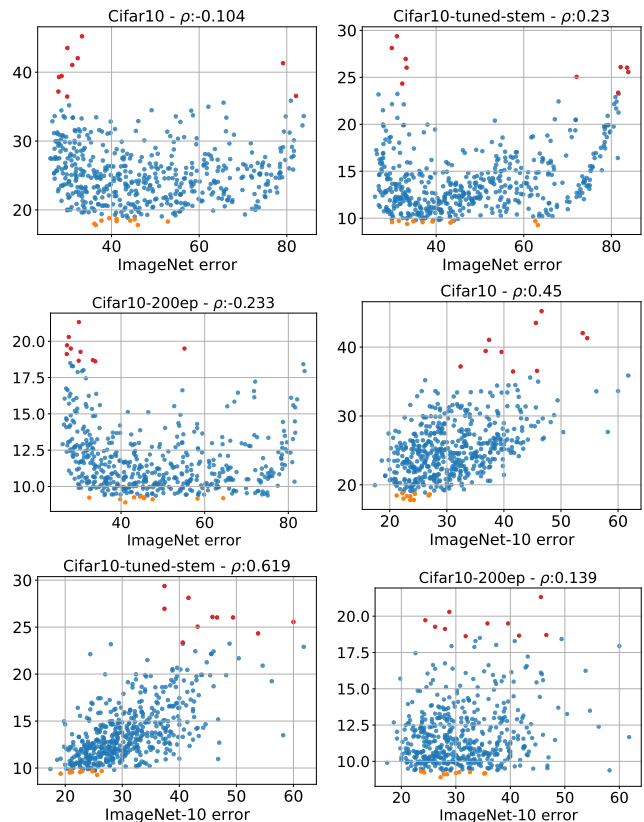 Cifar10 - ρ:-0.104
40
30
20
40 60 80
ImageNet error
Cifar10-tuned-stem - ρ:0.23
30
25
20
15
10
40 60 80
ImageNet error
Cifar10-200ep - ρ:-0.233
20.0
17.5
15.0
12.5
10.0
40 60 80
ImageNet error
Cifar10 - ρ:0.45
40
30
20
20 30 40 50 60
ImageNet-10 error
Cifar10-tuned-stem - ρ:0.619
30
25
20
15
10
20 30 40 50 60
ImageNet-10 error
Cifar10-200ep - ρ:0.139
20.0
17.5
15.0
12.5
10.0
20 30 40 50 60
ImageNet-10 error